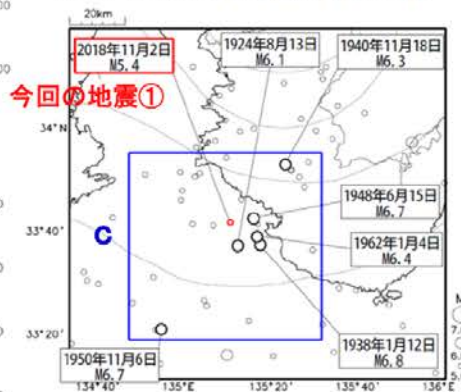 20km
1924年8月13日
M6.1
1940年11月18日
M6.3
2018年11月2日
M5.4
今回の地震①
34°N
1948年6月15日
M6.7
33°40'
C
1962年1月4日
M6.4
33°20'
1938年1月12日
M6.8
1950年11月6日
M6.7
134°40'
135°E
135°20'
135°40'
136°E
M